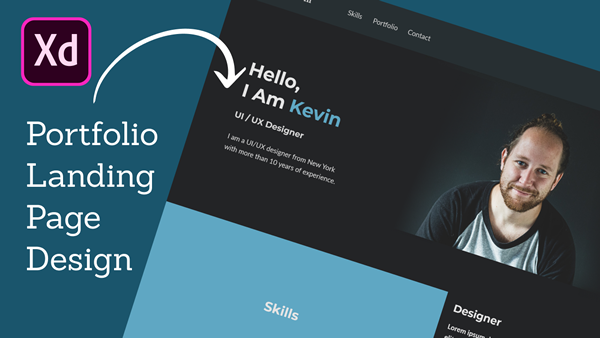 Xd
Portfolio
Landing
Page
Design
Skills
Portfolio
Contact
Hello,
I Am Kevin
UI / UX Designer
I am a UI/UX designer from New York
with more than 10 years of experience.
Skills
Designer
Lorem ipsum